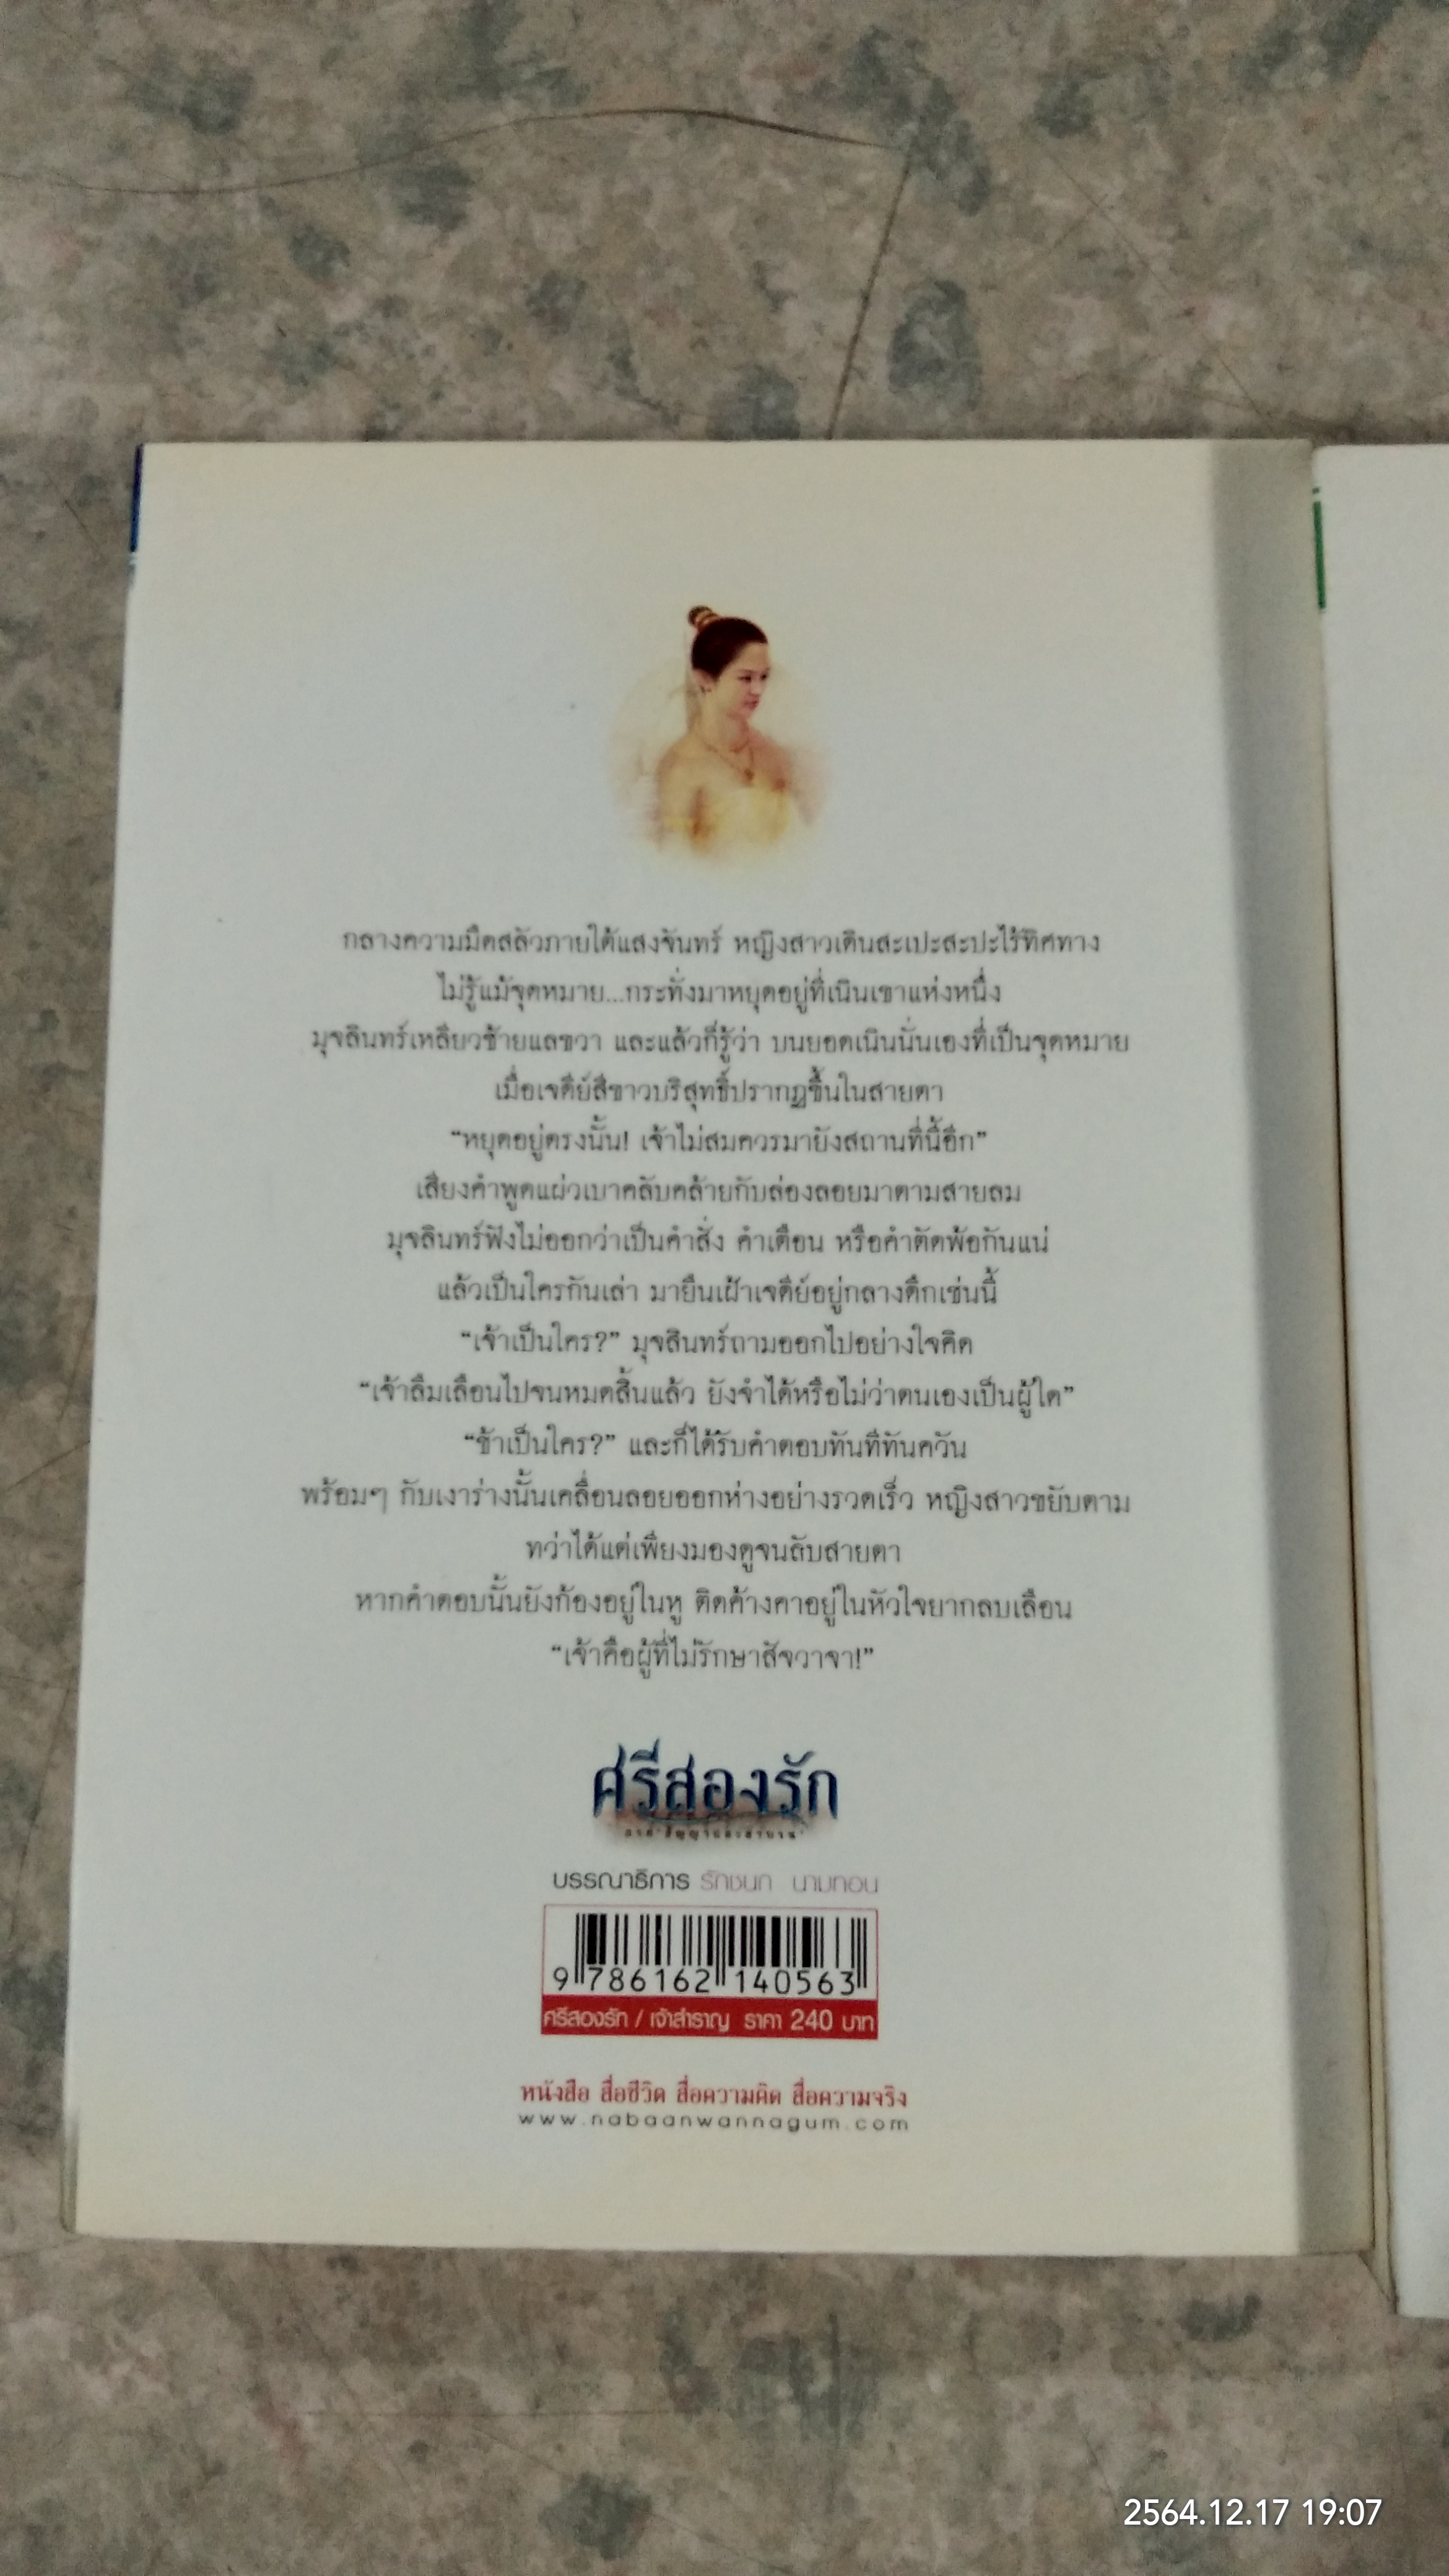 กลางความมืดสลัวภายใต้แสงจันทร์ หญิงสาวเดินสะเปะสะปะไร้ทิศทาง
ไม่รู้แม้จุดหมาย...กระทั่งมาหยุดอยู่ที่เนินเขาแห่งหนึ่ง
มุจลินทร์เหลียวซ้ายแลขวา และแล้วก็รู้ว่า บนยอดเนินนั่นเองที่เป็นจุดหมาย
เมื่อเจดีย์สีขาวบริสุทธิ์ปรากฏขึ้นในสายตา
“หยุดอยู่ตรงนั้น! เจ้าไม่สมควรมายังสถานที่นี้อีก”
เสียงคำพูดแผ่วเบาคลับคล้ายกับล่องลอยมาตามสายลม
มุจลินทร์ฟังไม่ออกว่าเป็นคำสั่ง คำเตือน หรือคำตัดพ้อกันแน่
แล้วเป็นใครกันเล่า มายืนเฝ้าเจดีย์อยู่กลางดึกเช่นนี้
“เจ้าเป็นใคร?” มุจลินทร์ถามออกไปอย่างใจคิด
“เจ้าลืมเลือนไปจนหมดสิ้นแล้ว ยังจำได้หรือไม่ว่าตนเองเป็นผู้ใด”
“ข้าเป็นใคร?” และก็ได้รับคำตอบทันทีทันควัน
พร้อมๆ กับเงาร่างนั้นเคลื่อนลอยออกห่างอย่างรวดเร็ว หญิงสาวขยับตาม
ทว่าได้แต่เพียงมองดูจนลับสายตา
หากคำตอบนั้นยังก้องอยู่ในหู ติดค้างคาอยู่ในหัวใจยากลบเลือน
“เจ้าคือผู้ที่ไม่รักษาสัจวาจา!”
ศรีสองรัก
บรรณาธิการ รักชนก นามทอน
9 786162 140563
ศรีสองรัก / เจ้าสำราญ ราคา 240 บาท
หนังสือ สื่อชีวิต สื่อความคิด สื่อความจริง
www.nabaanwannagum.com
2564.12.17 19:07